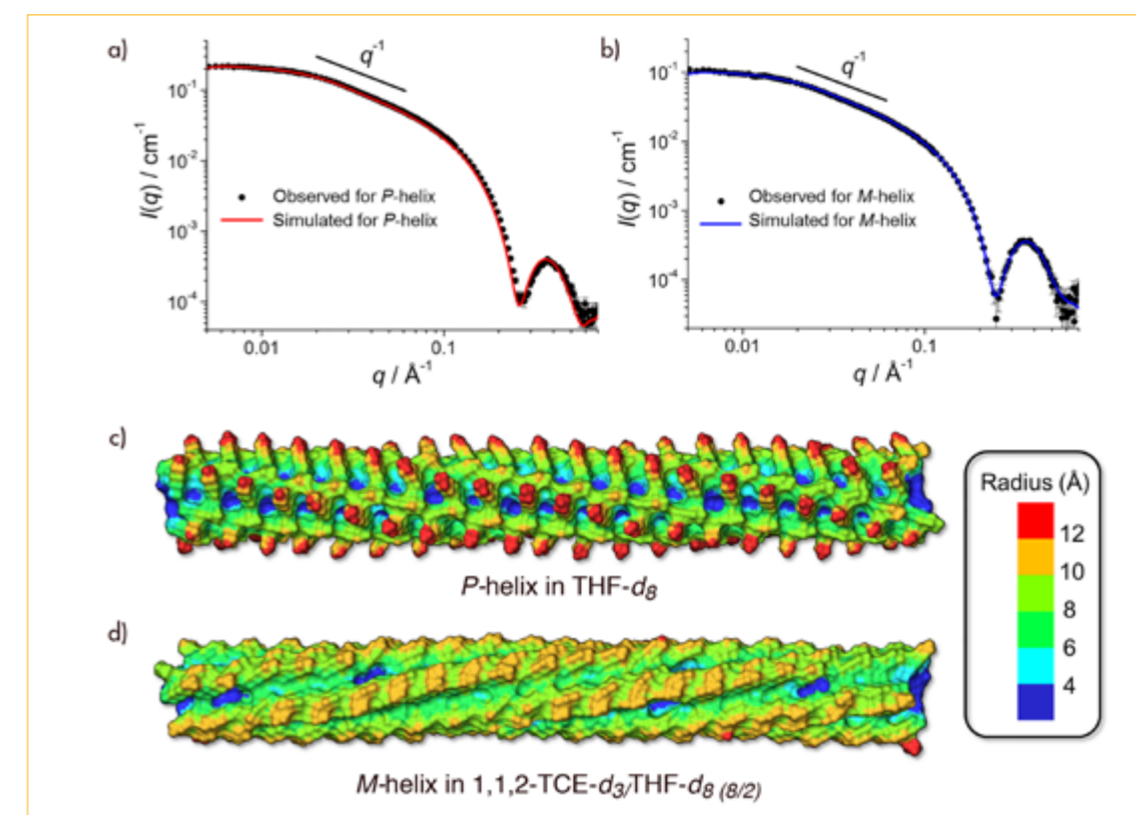 a)
q⁻¹
I(q) / cm⁻¹
10⁻¹
10⁻²
10⁻³
10⁻⁴
Observed for P-helix
Simulated for P-helix
0.01
0.1
q / Å⁻¹
b)
q⁻¹
I(q) / cm⁻¹
10⁻¹
10⁻²
10⁻³
10⁻⁴
Observed for M-helix
Simulated for M-helix
0.01
0.1
q / Å⁻¹
c)
P-helix in THF-d₈
d)
M-helix in 1,1,2-TCE-d₃/THF-d₈ (8/2)
Radius (Å)
12
10
8
6
4